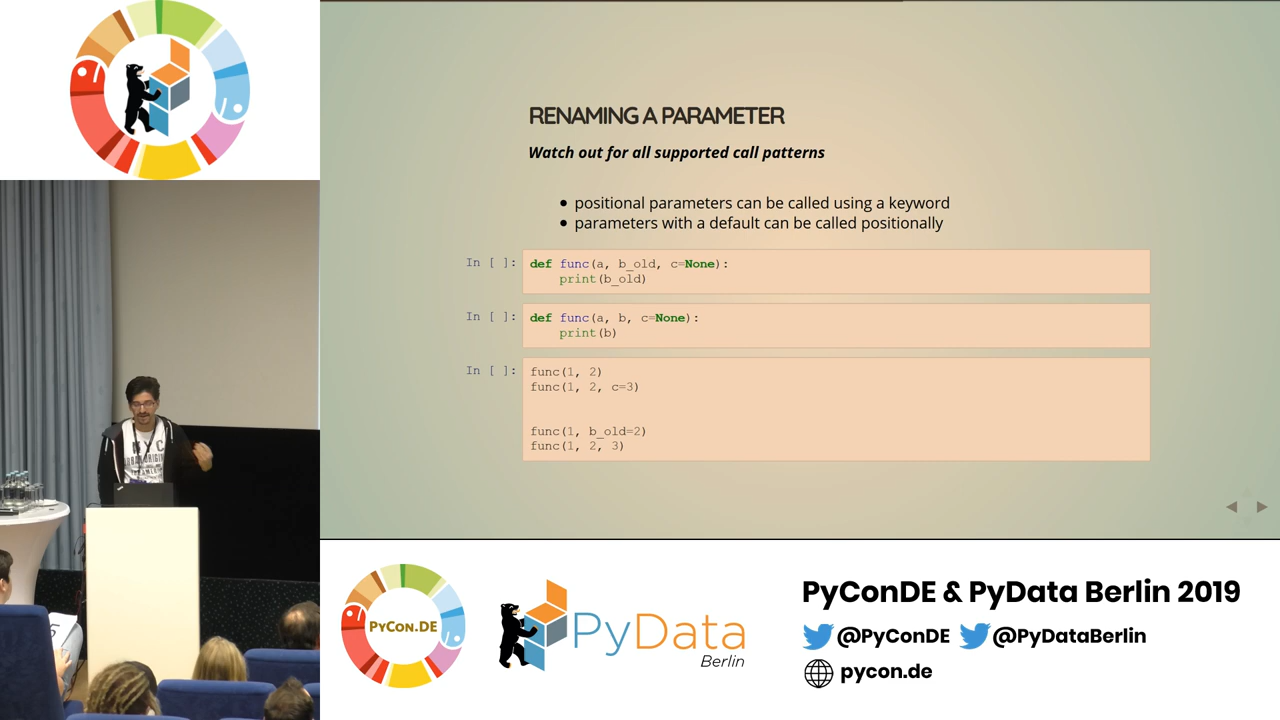 RENAMING A PARAMETER
Watch out for all supported call patterns
positional parameters can be called using a keyword
parameters with a default can be called positionally
In [ ]: def func(a, b_old, c=None):
print(b_old)
In [ ]: def func(a, b, c=None):
print(b)
In [ ]: func(1, 2)
func(1, 2, c=3)
func(1, b_old=2)
func(1, 2, 3)
PYCON.DE
PyData
Berlin
PyConDE & PyData Berlin 2019
@PyConDE @PyDataBerlin
pycon.de